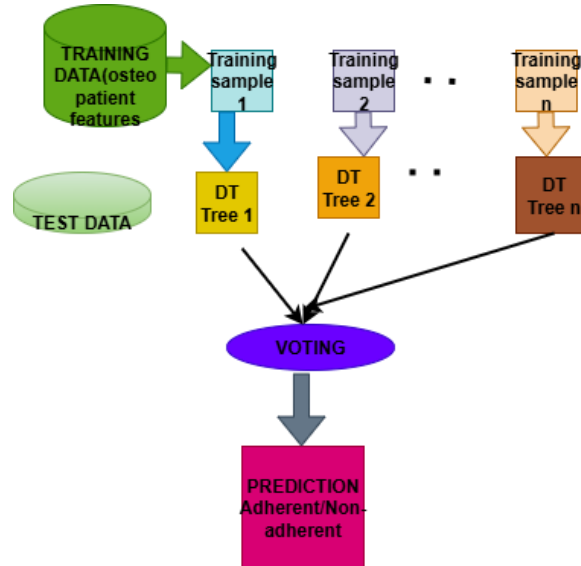 TRAINING
DATA(osteo
patient
features
Training
sample
1
Training
sample
2
Training
sample
n
DT
Tree 1
DT
Tree 2
DT
Tree n
TEST DATA
VOTING
PREDICTION
Adherent/Non-
adherent